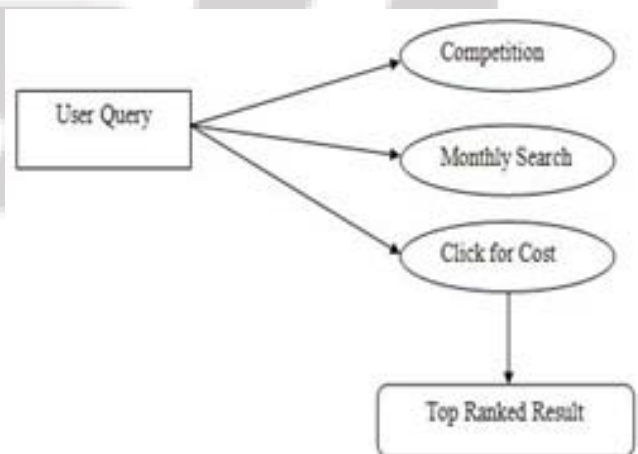 Competition
User Query
Monthly Search
Click for Cost
Top Ranked Result